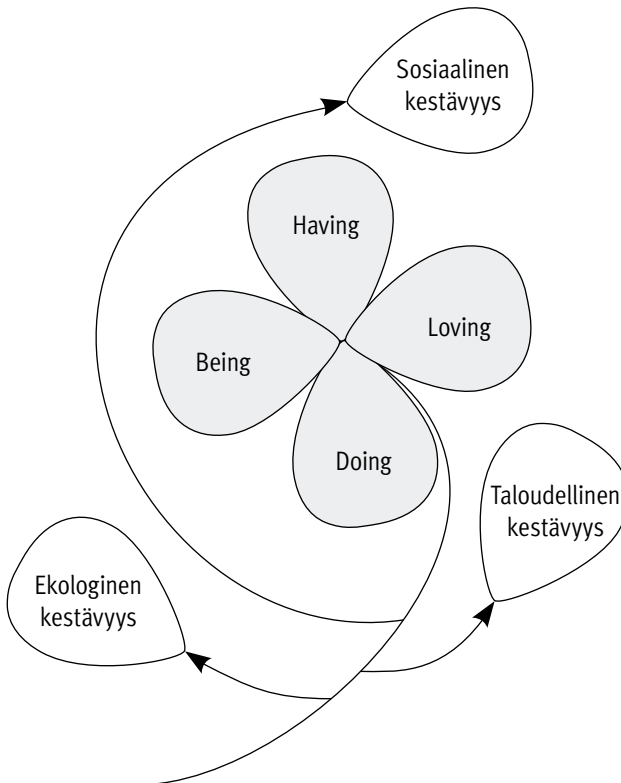 Sosiaalinen
kestävyys
Having
Loving
Being
Doing
Taloudellinen
kestävyys
Ekologinen
kestävyys